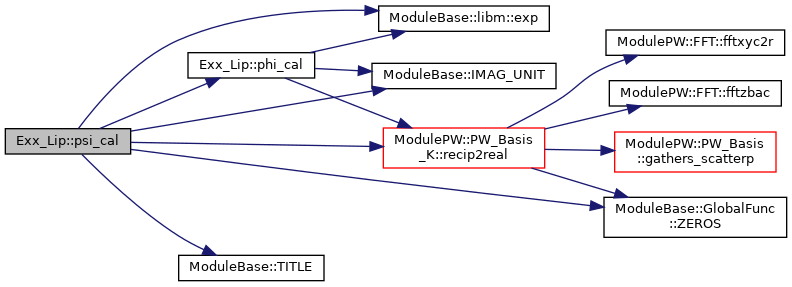 Exx_Lip::psi_cal
Exx_Lip::phi_cal
ModuleBase::TITLE
ModuleBase::libm::exp
ModuleBase::IMAG_UNIT
ModulePW::PW_Basis
_K::recip2real
ModulePW::FFT::fftxyc2r
ModulePW::FFT::fftzbac
ModulePW::PW_Basis
::gathers_scatterp
ModuleBase::GlobalFunc
::ZEROS